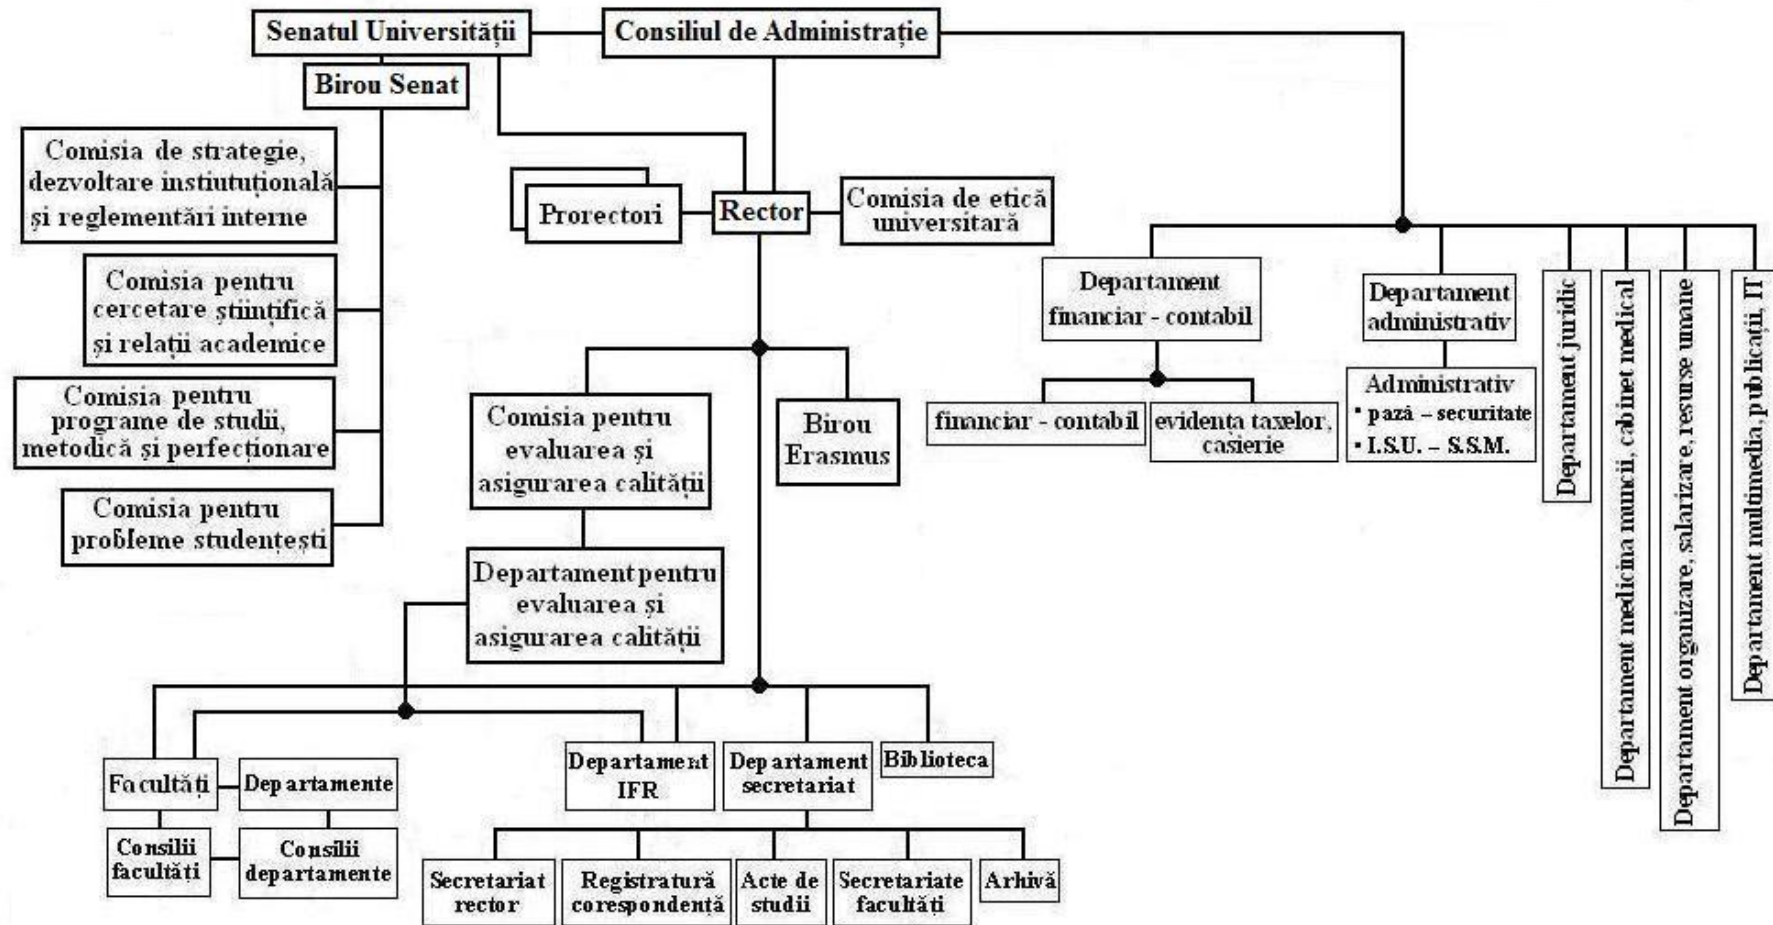 Senatul Universității
Consiliul de Administrație
Birou Senat
Comisia de strategie,
dezvoltare instiutuțională
și reglementări interne
Comisia pentru
cercetare științifică
și relații academice
Comisia pentru
programe de studii,
metodică și perfecționare
Comisia pentru
probleme studențești
Prorectori
Rector
Comisia de etică
universitară
Comisia pentru
evaluarea și
asigurarea calității
Birou
Erasmus
Departament pentru
evaluarea și
asigurarea calității
Departament
financiar - contabil
financiar - contabil
evidența taxelor,
casierie
Departament
administrativ
Administrativ
▪ pază – securitate
▪ I.S.U. – S.S.M.
Departament juridic
Departament medicina muncii, cabinet medical
Departament organizare, salarizare, resurse umane
Departament multimedia, publicații, IT
Facultăți
Departamente
Consilii
facultăți
Consilii
departamente
Departament
IFR
Departament
secretariat
Biblioteca
Secretariat
rector
Registratură
corespondență
Acte de
studii
Secretariate
facultăți
Arhivă